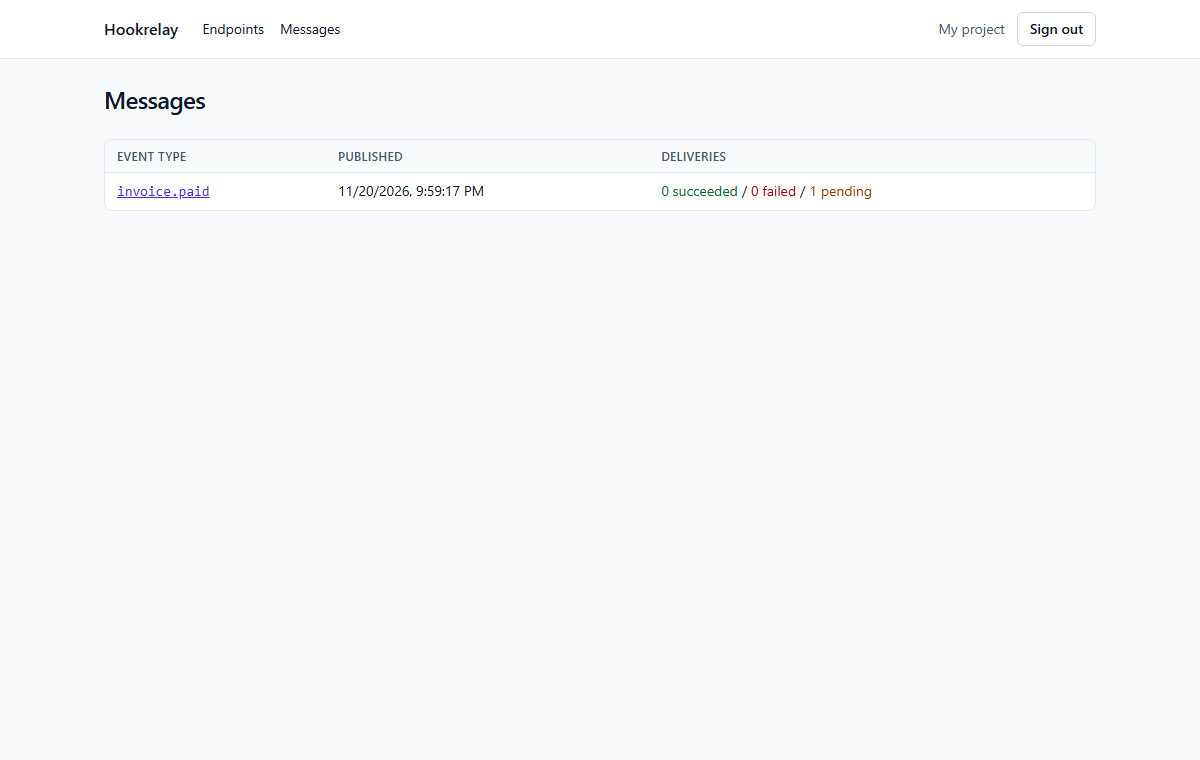 Hookrelay Endpoints Messages My project Sign out
Messages
EVENT TYPE PUBLISHED DELIVERIES
invoice.paid 11/20/2026, 9:59:17 PM 0 succeeded / 0 failed / 1 pending